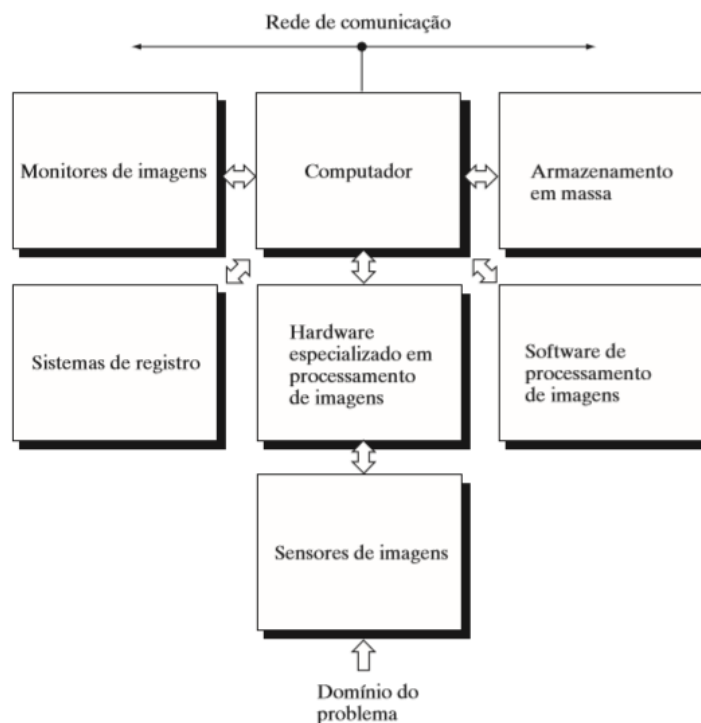 Rede de comunicação
Monitores de imagens
Computador
Armazenamento
em massa
Sistemas de registro
Hardware
especializado em
processamento
de imagens
Software de
processamento
de imagens
Sensores de imagens
Domínio do
problema